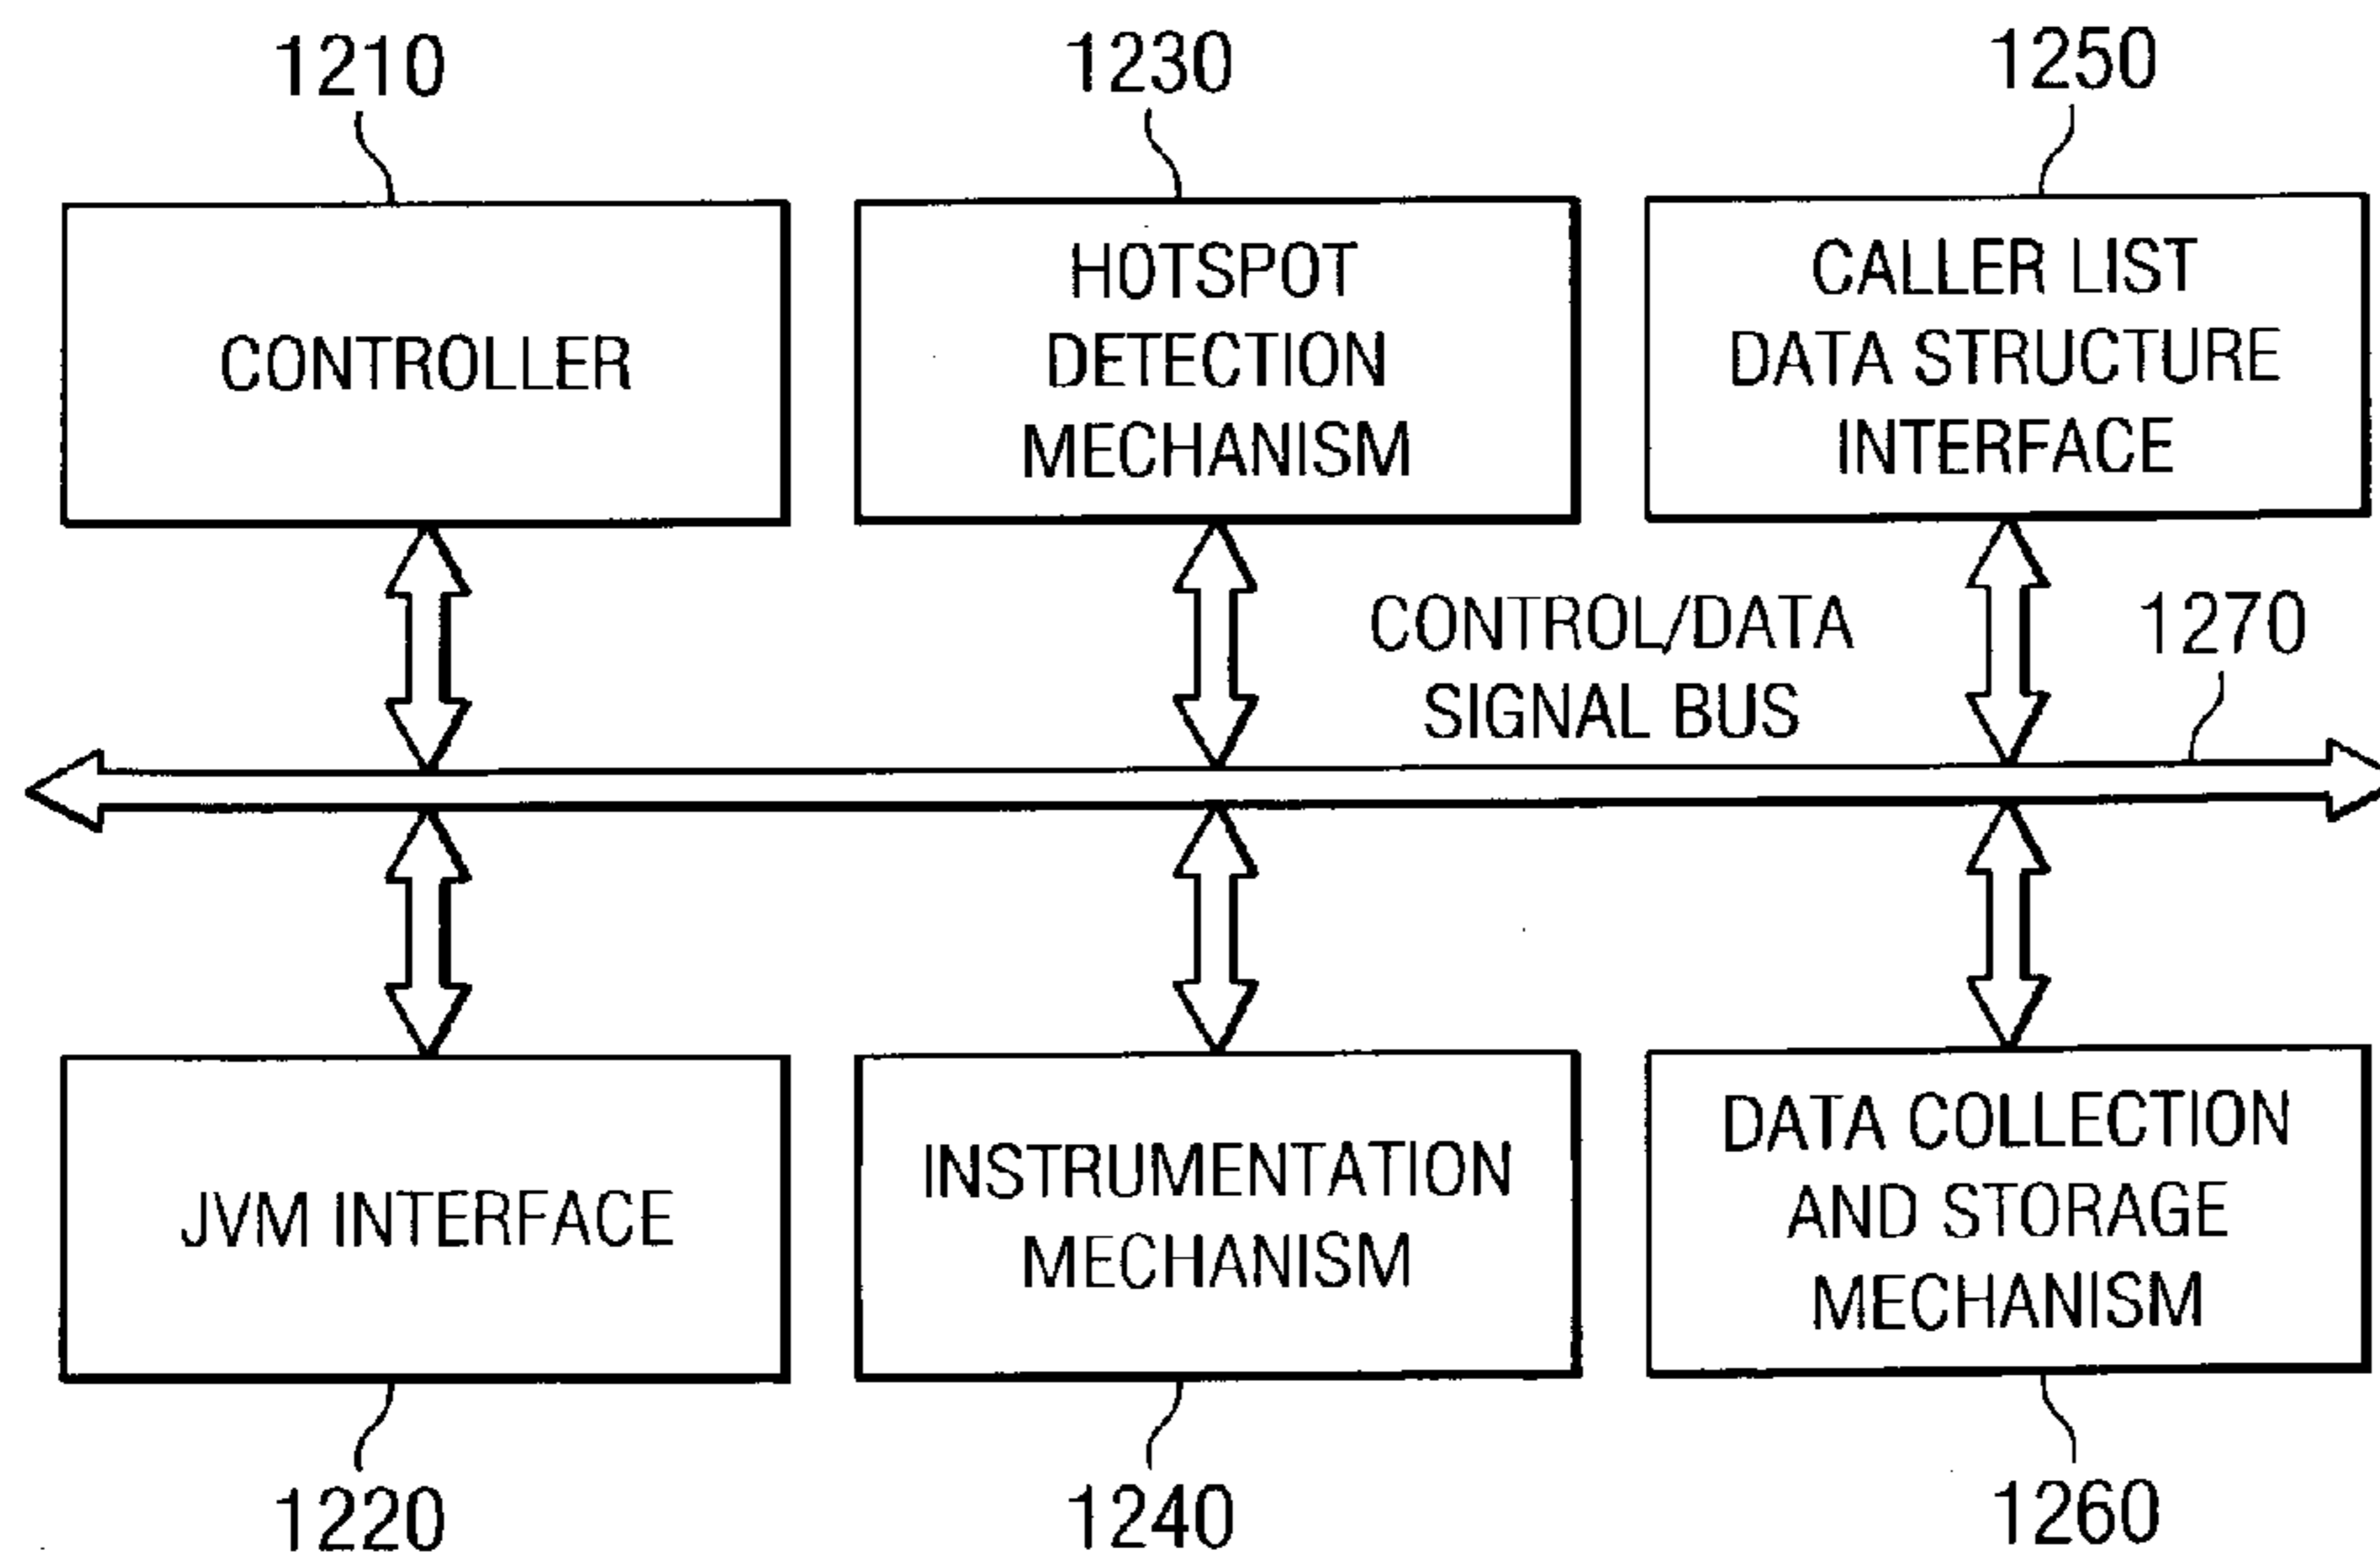 1210
1230
1250
CONTROLLER
HOTSPOT
DETECTION
MECHANISM
CALLER LIST
DATA STRUCTURE
INTERFACE
CONTROL/DATA
SIGNAL BUS
1270
JVM INTERFACE
INSTRUMENTATION
MECHANISM
DATA COLLECTION
AND STORAGE
MECHANISM
1220
1240
1260